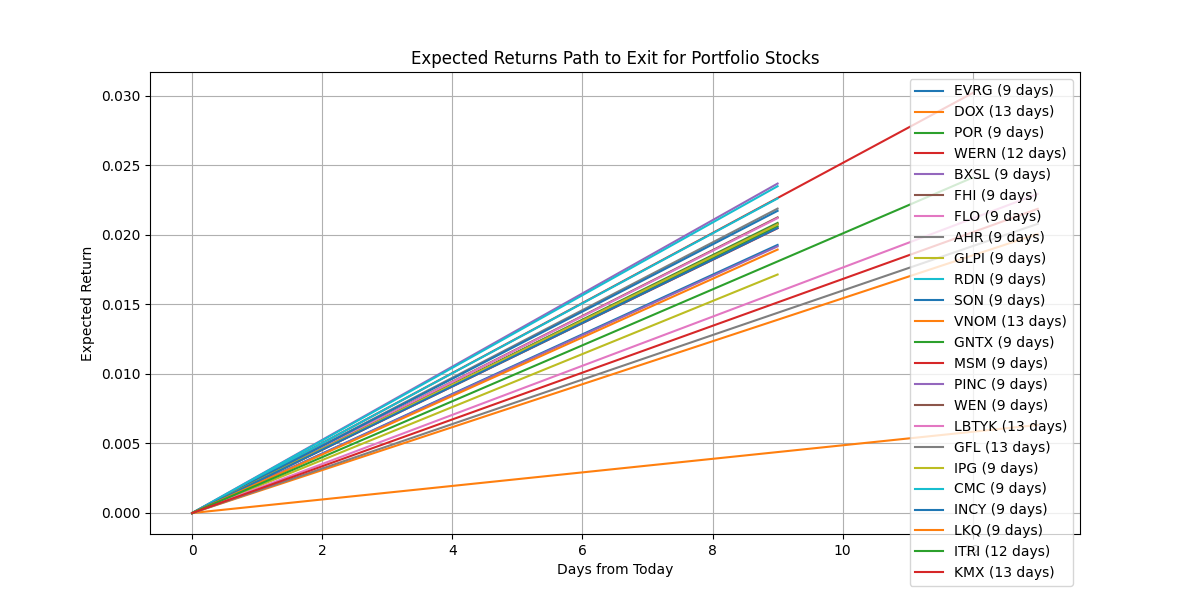 Expected Returns Path to Exit for Portfolio Stocks
0.030
0.025
0.020
0.015
0.010
0.005
0.000
Expected Return
0
2
4
6
8
10
Days from Today
EVRG (9 days)
DOX (13 days)
POR (9 days)
WERN (12 days)
BXSL (9 days)
FHI (9 days)
FLO (9 days)
AHR (9 days)
GLPI (9 days)
RDN (9 days)
SON (9 days)
VNOM (13 days)
GNTX (9 days)
MSM (9 days)
PINC (9 days)
WEN (9 days)
LBTYK (13 days)
GFL (13 days)
IPG (9 days)
CMC (9 days)
INCY (9 days)
LKQ (9 days)
ITRI (12 days)
KMX (13 days)